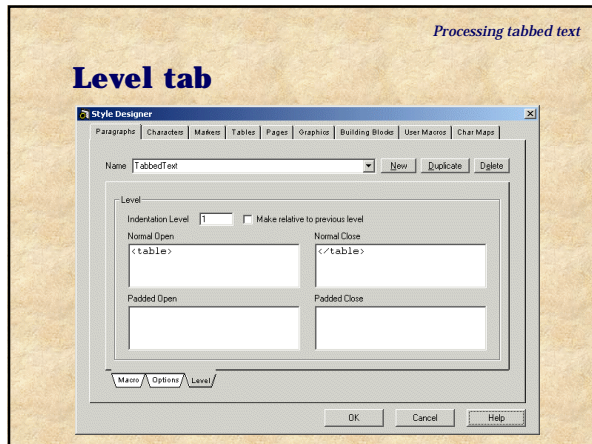 Processing tabbed text
Level tab
Style Designer
Paragraphs Characters Markers Tables Pages Graphics Building Blocks User Macros Char Maps
Name TabbedText New Duplicate Delete
Level
Indentation Level 1 Make relative to previous level
Normal Open Normal Close
<table> </table>
Padded Open Padded Close
Macro Options Level
OK Cancel Help